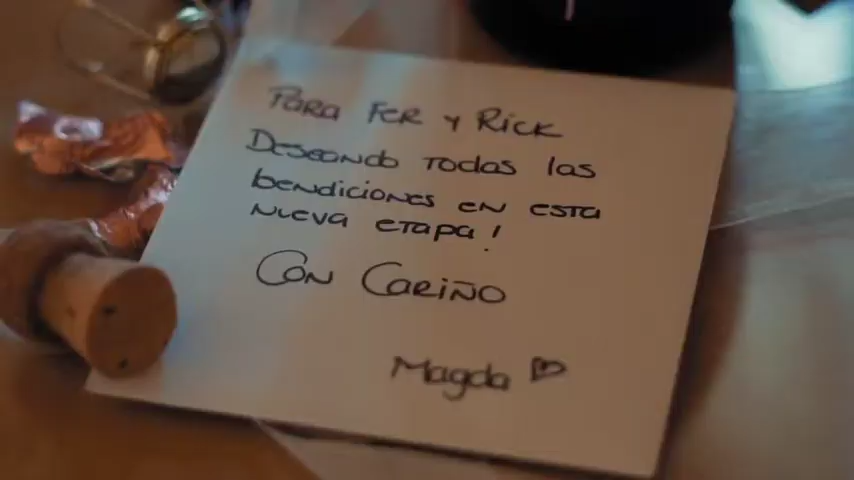 Para Fer y Rick
Deseando todas las
bendiciones en esta
nueva etapa!
Con Cariño
Magda ♡